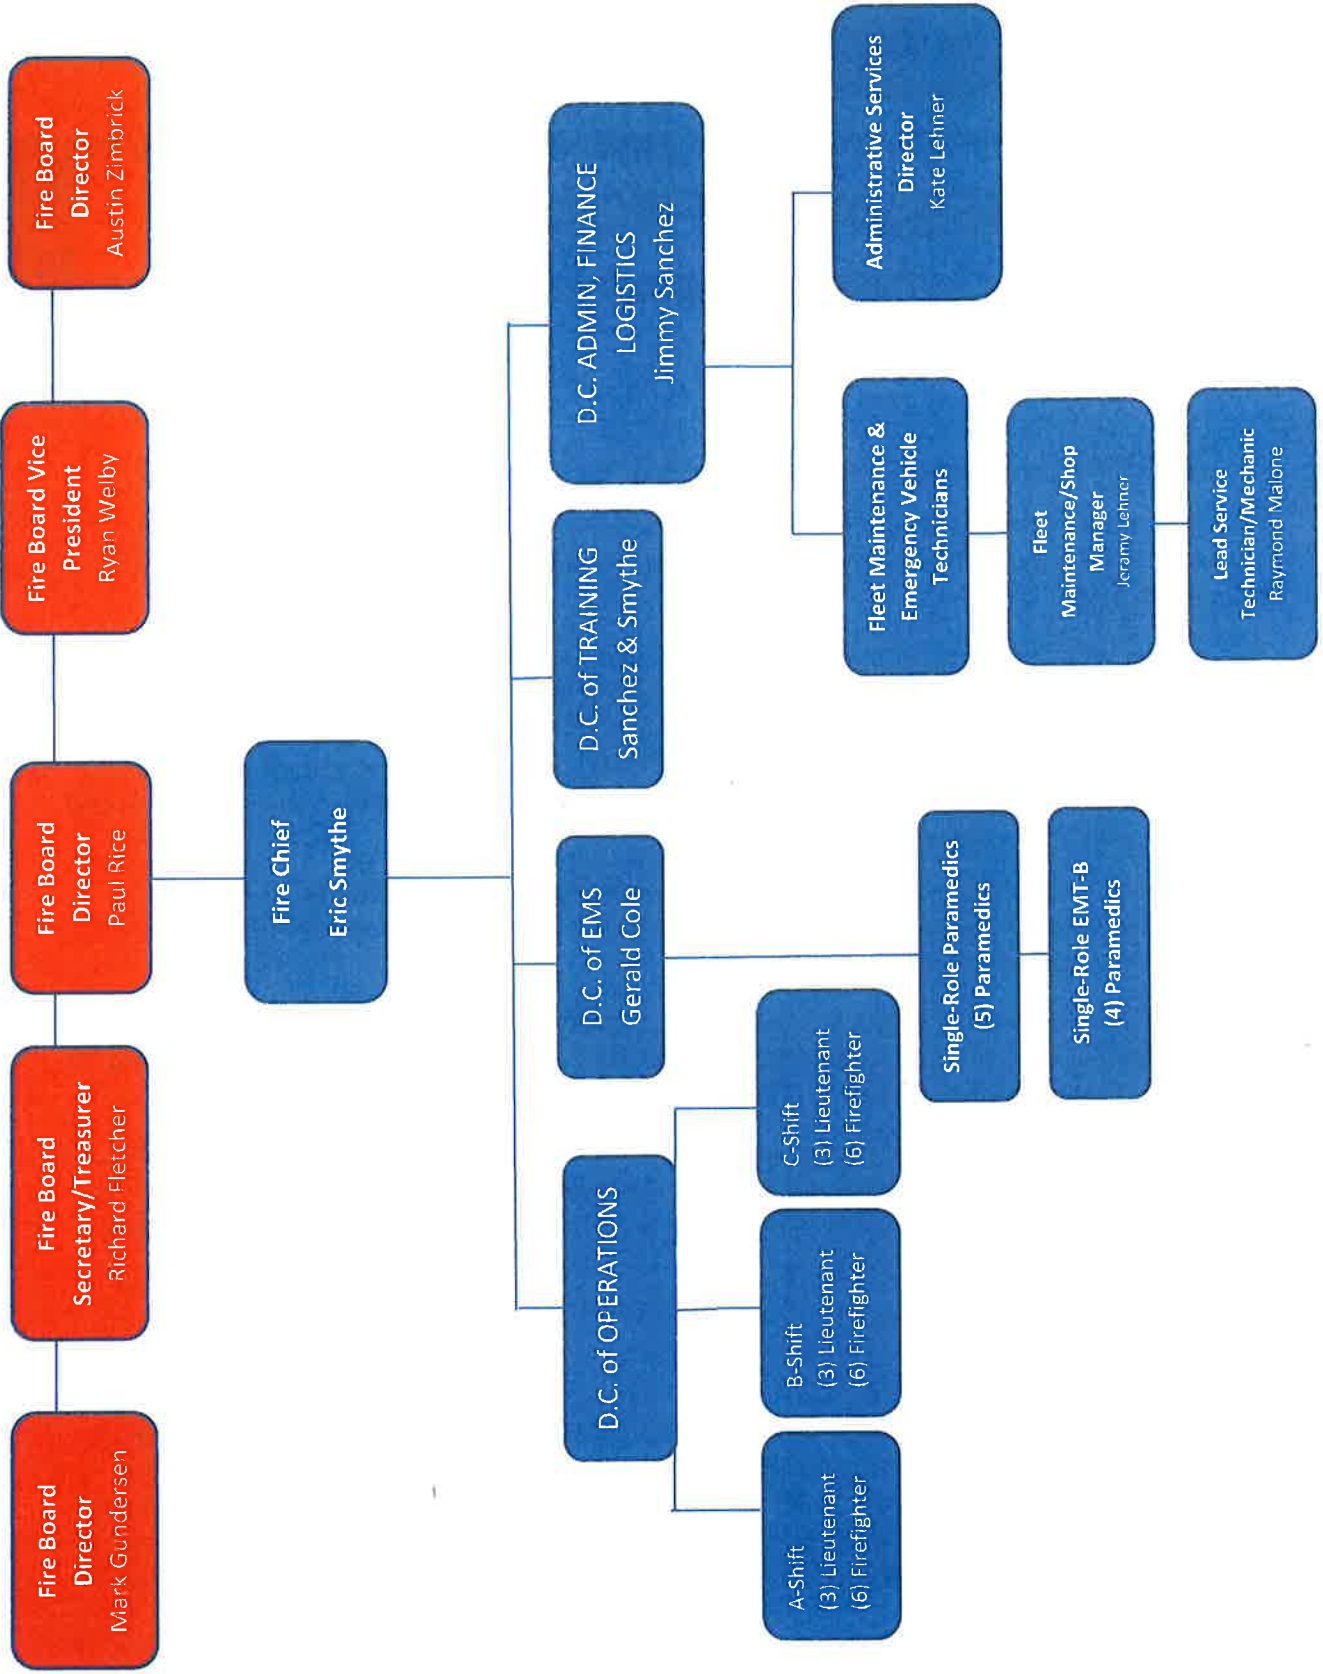 Fire Board
Director
Mark Gundersen
Fire Board
Secretary/Treasurer
Richard Fletcher
Fire Board
Director
Paul Rice
Fire Board Vice
President
Ryan Welby
Fire Board
Director
Austin Zimbrick
Fire Chief
Eric Smythe
D.C. of OPERATIONS
D.C. of EMS
Gerald Cole
D.C. of TRAINING
Sanchez & Smythe
D.C. ADMIN, FINANCE
LOGISTICS
Jimmy Sanchez
A-Shift
(3) Lieutenant
(6) Firefighter
B-Shift
(3) Lieutenant
(6) Firefighter
C-Shift
(3) Lieutenant
(6) Firefighter
Single-Role Paramedics
(5) Paramedics
Single-Role EMT-B
(4) Paramedics
Fleet Maintenance &
Emergency Vehicle
Technicians
Fleet
Maintenance/Shop
Manager
Jeramy Lehner
Lead Service
Technician/Mechanic
Raymond Malone
Administrative Services
Director
Kate Lehner